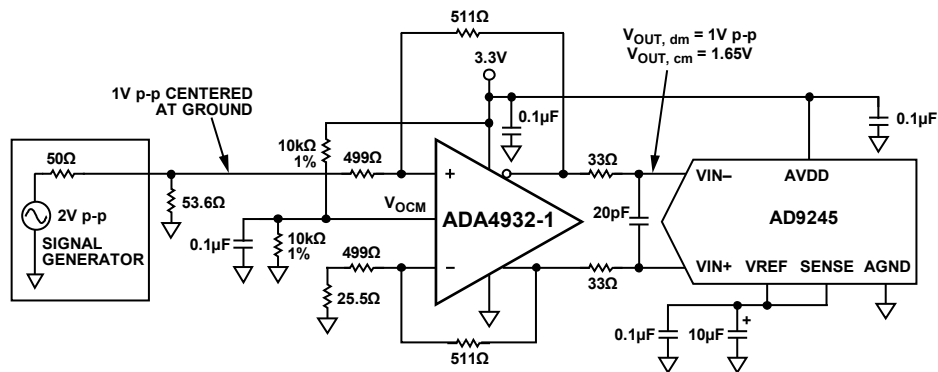 511Ω
V_OUT, dm = 1V p-p
V_OUT, cm = 1.65V
3.3V
1V p-p CENTERED
AT GROUND
0.1µF
0.1µF
50Ω
10kΩ
1%
499Ω
33Ω
VIN–
AVDD
53.6Ω
+
2V p-p
V_OCM
ADA4932-1
20pF
AD9245
SIGNAL
GENERATOR
0.1µF
10kΩ
1%
499Ω
–
VIN+
VREF
SENSE
AGND
25.5Ω
33Ω
511Ω
0.1µF
10µF
+